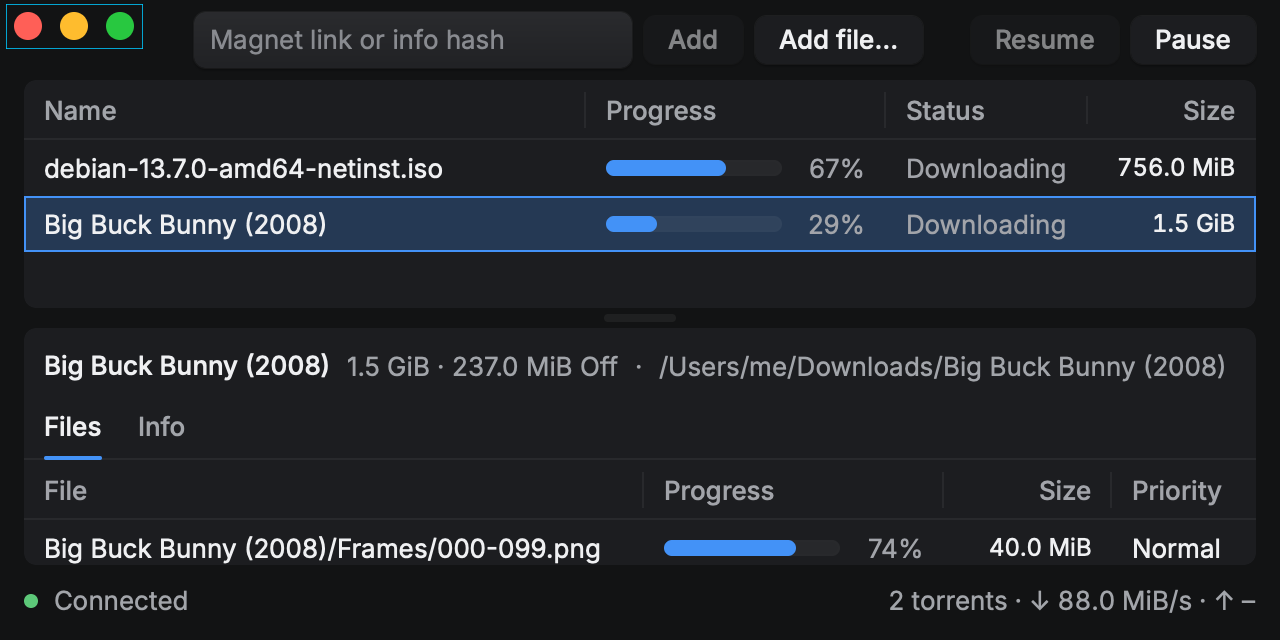 Magnet link or info hash Add Add file... Resume Pause
Name Progress Status Size
debian-13.7.0-amd64-netinst.iso 67% Downloading 756.0 MiB
Big Buck Bunny (2008) 29% Downloading 1.5 GiB
Big Buck Bunny (2008) 1.5 GiB · 237.0 MiB Off · /Users/me/Downloads/Big Buck Bunny (2008)
Files Info
File Progress Size Priority
Big Buck Bunny (2008)/Frames/000-099.png 74% 40.0 MiB Normal
Connected 2 torrents · ↓ 88.0 MiB/s · ↑ –